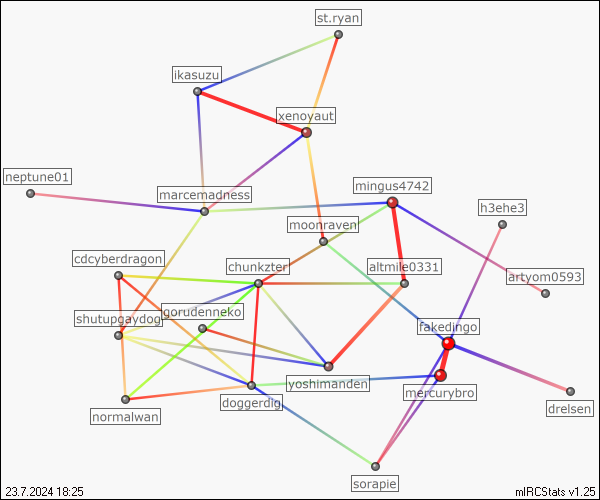 st.ryan
ikasuzu
xenoyaut
neptune01
marcemadness
mingus4742
h3ehe3
moonraven
cdcyberdragon
chunkzter
altmile0331
artyom0593
shutupgaydog
gorudenneko
fakedingo
yoshimanden
mercurybro
normalwan
doggerdig
drelsen
sorapie
23.7.2024 18:25
mIRCStats v1.25